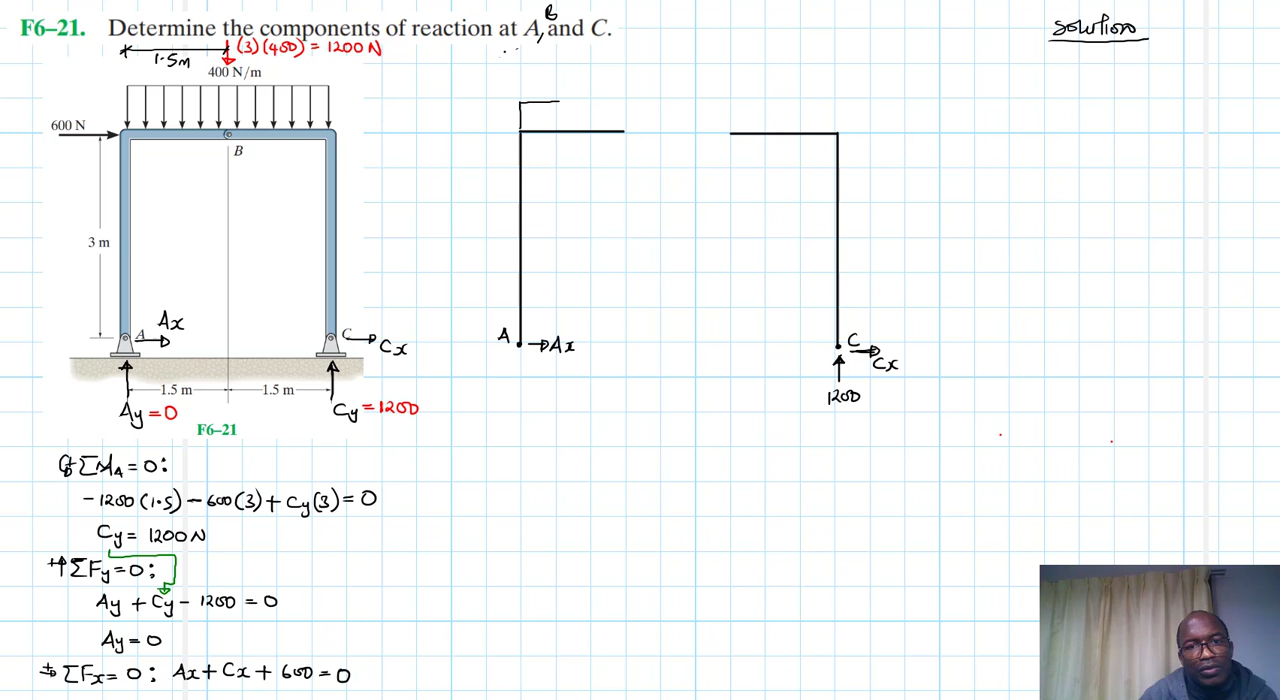 F6–21. Determine the components of reaction at A, B and C.
Solution
(3)(400) = 1200 N
1.5m
400 N/m
600 N
B
3 m
A
Ax
C
Cx
A
Ax
C
Cx
1200
1.5 m
1.5 m
Ay = 0
Cy = 1200
F6–21
+ΣMA = 0:
-1200(1.5) - 600(3) + Cy(3) = 0
Cy = 1200 N
+↑ΣFy = 0:
Ay + Cy - 1200 = 0
Ay = 0
+→ ΣFx = 0: Ax + Cx + 600 = 0